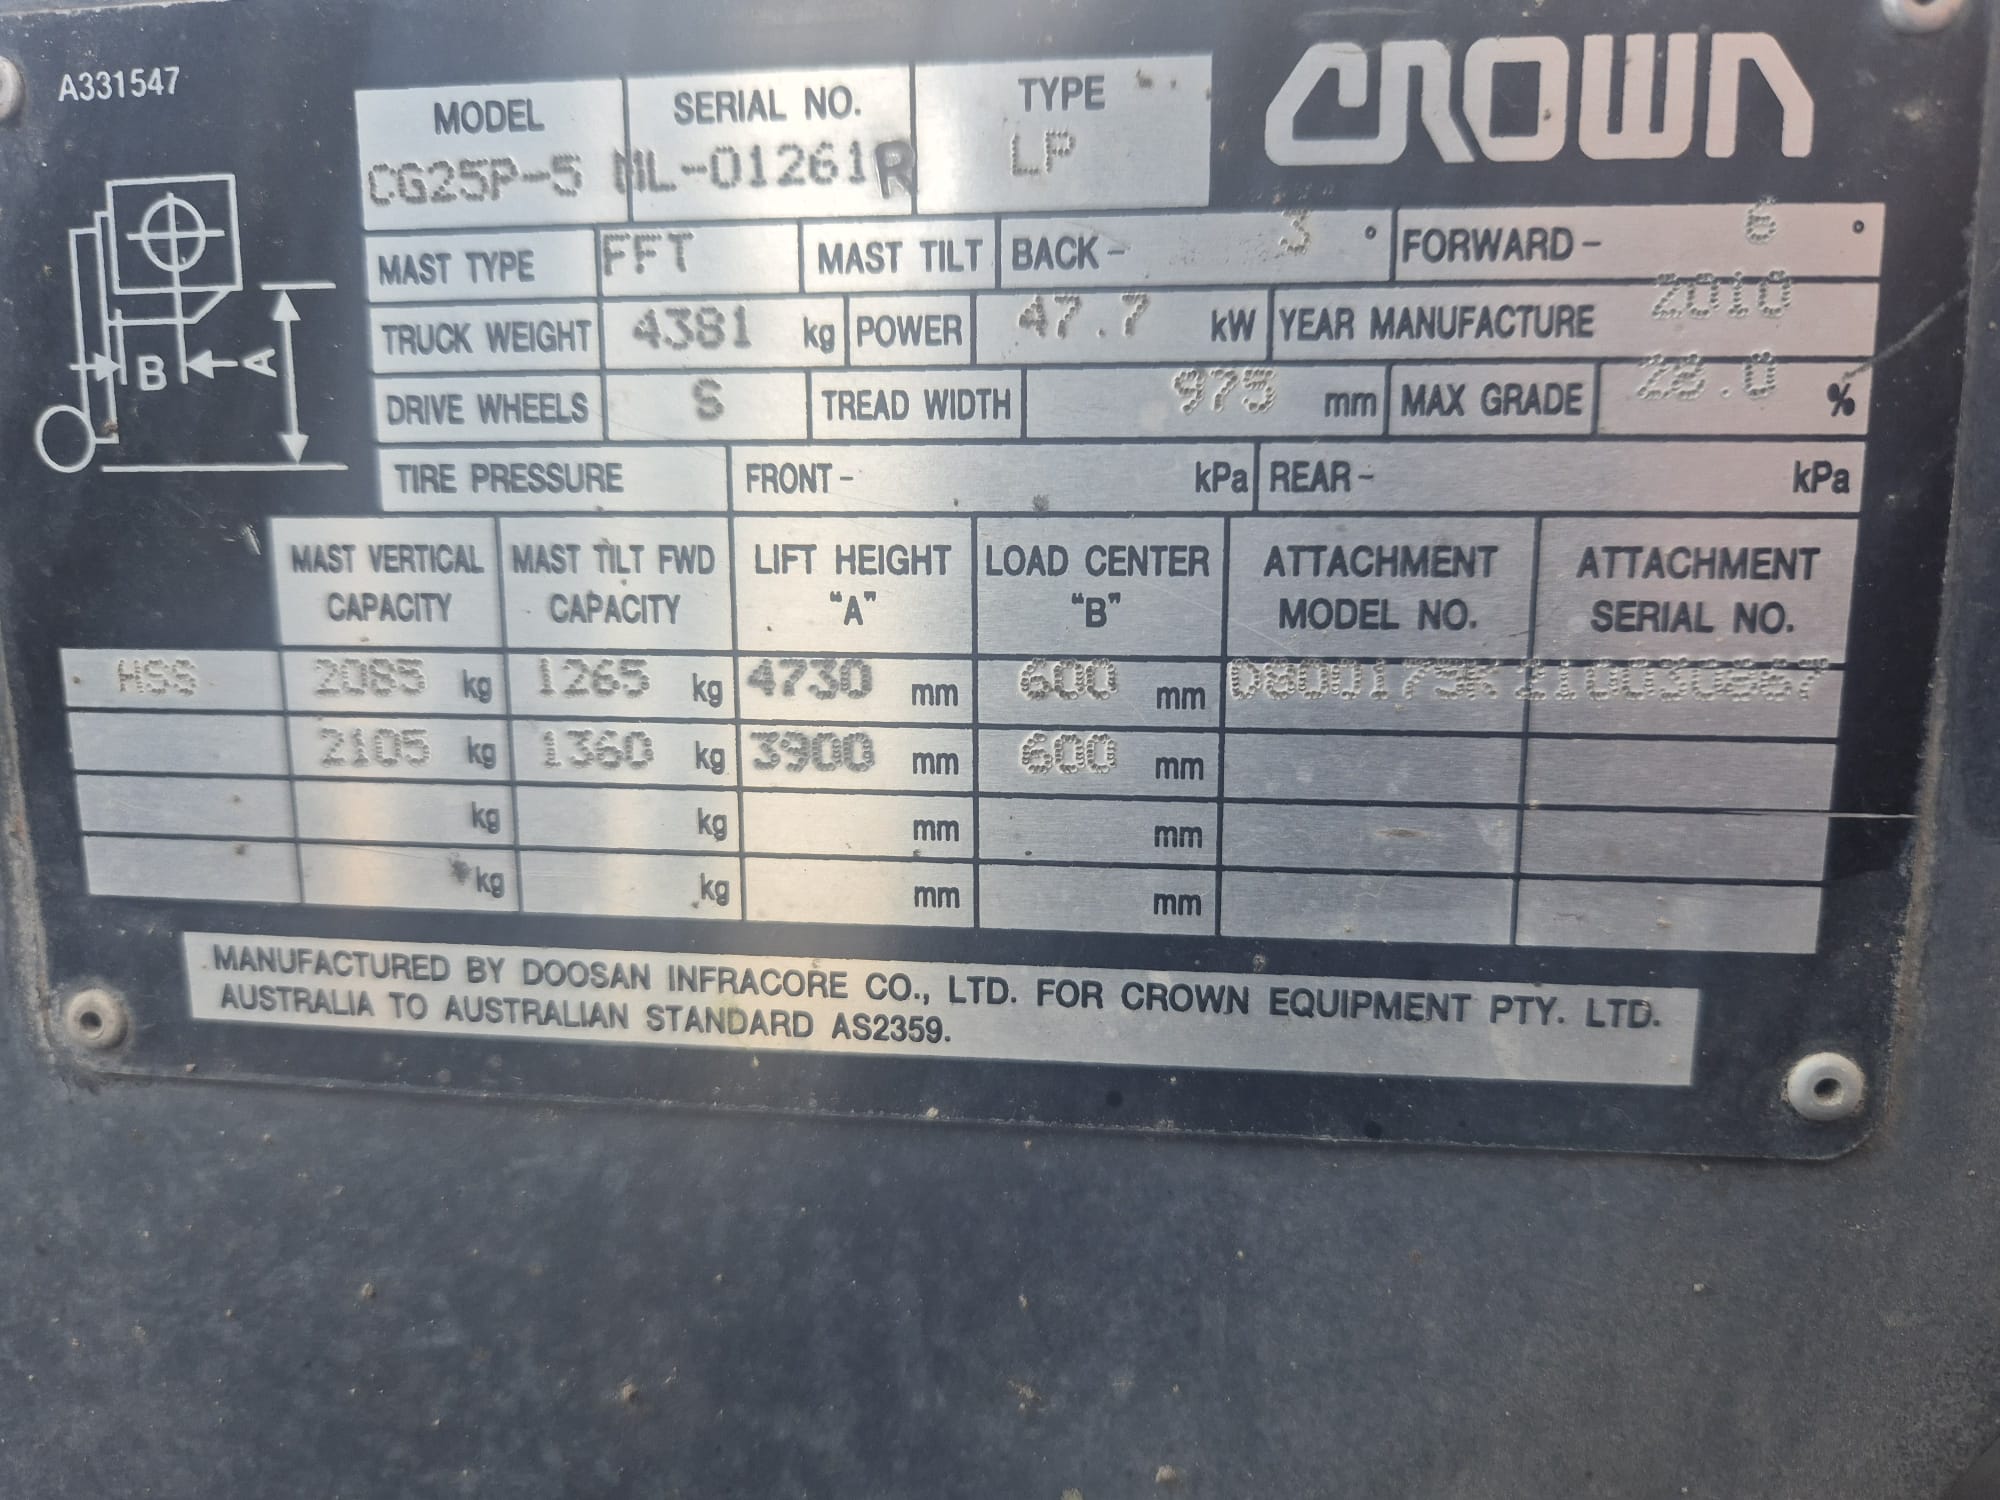 A331547
CROWN
MODEL SERIAL NO. TYPE
CG25P-5 ML-01261R LP
MAST TYPE FFT MAST TILT BACK- 3 ° FORWARD- 6 °
TRUCK WEIGHT 4381 kg POWER 47.7 kW YEAR MANUFACTURE 2010
DRIVE WHEELS S TREAD WIDTH 975 mm MAX GRADE 28.0 %
TIRE PRESSURE FRONT- kPa REAR- kPa
B A
MAST VERTICAL MAST TILT FWD LIFT HEIGHT LOAD CENTER ATTACHMENT ATTACHMENT
CAPACITY CAPACITY "A" "B" MODEL NO. SERIAL NO.
HSS 2085 kg 1265 kg 4730 mm 600 mm
2105 kg 1360 kg 3900 mm 600 mm
kg kg mm mm
kg kg mm mm
MANUFACTURED BY DOOSAN INFRACORE CO., LTD. FOR CROWN EQUIPMENT PTY. LTD.
AUSTRALIA TO AUSTRALIAN STANDARD AS2359.